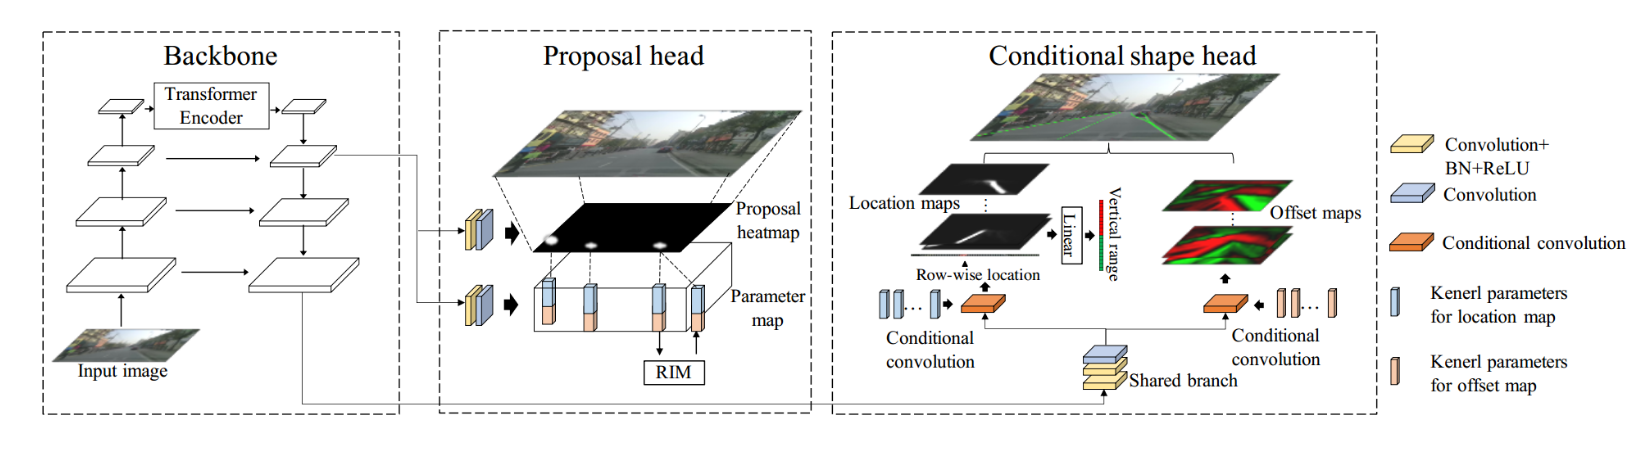 Backbone
Transformer
Encoder
Input image
Proposal head
Proposal
heatmap
Parameter
map
RIM
Conditional shape head
Location maps
Row-wise location
Linear
Vertical range
Offset maps
Conditional
convolution
Conditional
convolution
Shared branch
Convolution+
BN+ReLU
Convolution
Conditional convolution
Kenerl parameters
for location map
Kenerl parameters
for offset map